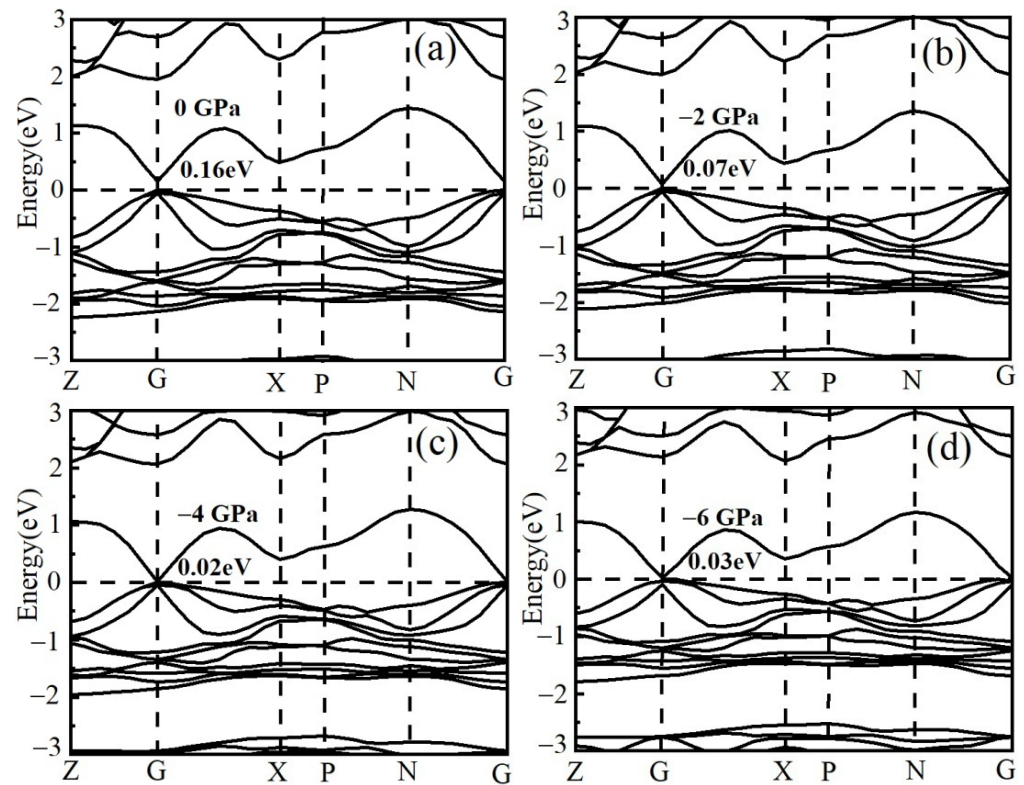 3
(a)
2
0 GPa
1
0.16eV
0
−1
−2
−3
Energy(eV)
Z G X P N G
3
(b)
2
−2 GPa
1
0.07eV
0
−1
−2
−3
Energy(eV)
Z G X P N G
3
(c)
2
−4 GPa
1
0.02eV
0
−1
−2
−3
Energy(eV)
Z G X P N G
3
(d)
2
−6 GPa
1
0.03eV
0
−1
−2
−3
Energy(eV)
Z G X P N G